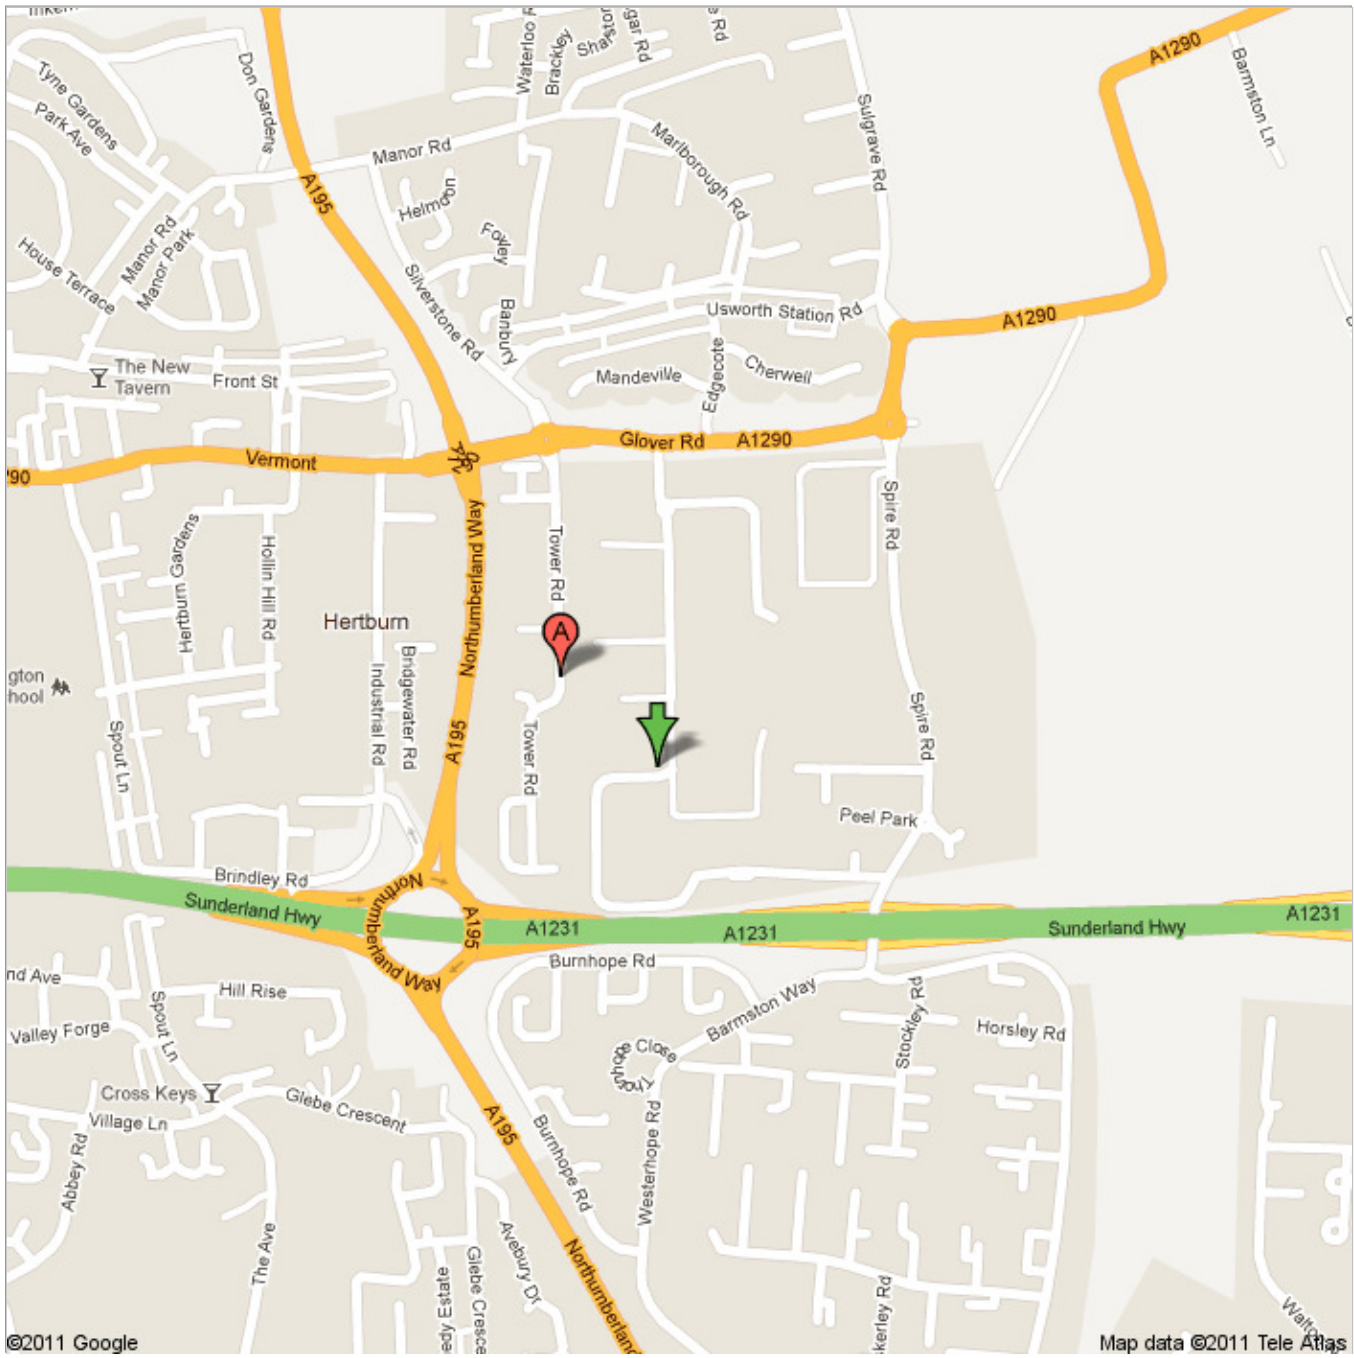 Tyne Gardens
Park Ave
Don Gardens
A195
Manor Rd
Waterloo
Brackley
Marlborough Rd
Sulgrave Rd
A1290
Barmston Ln
House Terrace
Manor Rd
Manor Park
Helmdon
Foxley
Silverstone Rd
Banbury
Usworth Station Rd
A1290
The New
Tavern
Front St
Mandeville
Edgecote
Cherwell
Vermont
Glover Rd
A1290
Hertburn Gardens
Hollin Hill Rd
Northumberland Way
Tower Rd
Spire Rd
Hertburn
A
Industrial Rd
Bridgewater Rd
A195
Tower Rd
Spire Rd
Spout Ln
Peel Park
Brindley Rd
Sunderland Hwy
Northumberland Way
A195
A1231
A1231
Sunderland Hwy
A1231
Burnhope Rd
Hill Rise
Valley Forge
Spout Ln
Barmston Way
Stockley Rd
Horsley Rd
Thornhope Close
Cross Keys
Village Ln
Glebe Crescent
A195
Burnhope Rd
Westerhope Rd
Abbey Rd
The Ave
Avebury Dr
Northumberland
©2011 Google
Map data ©2011 Tele Atlas